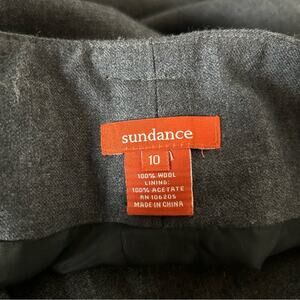 sundance
10
100% WOOL
LINING:
100% ACETATE
RN 106205
MADE IN CHINA